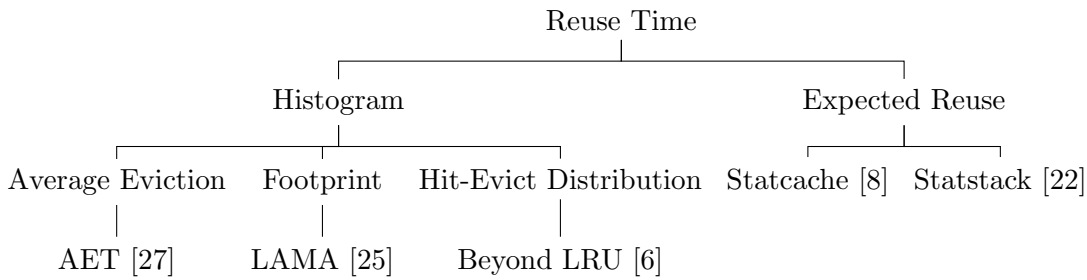 Reuse Time
Histogram Expected Reuse
Average Eviction Footprint Hit-Evict Distribution Statcache [8] Statstack [22]
AET [27] LAMA [25] Beyond LRU [6]